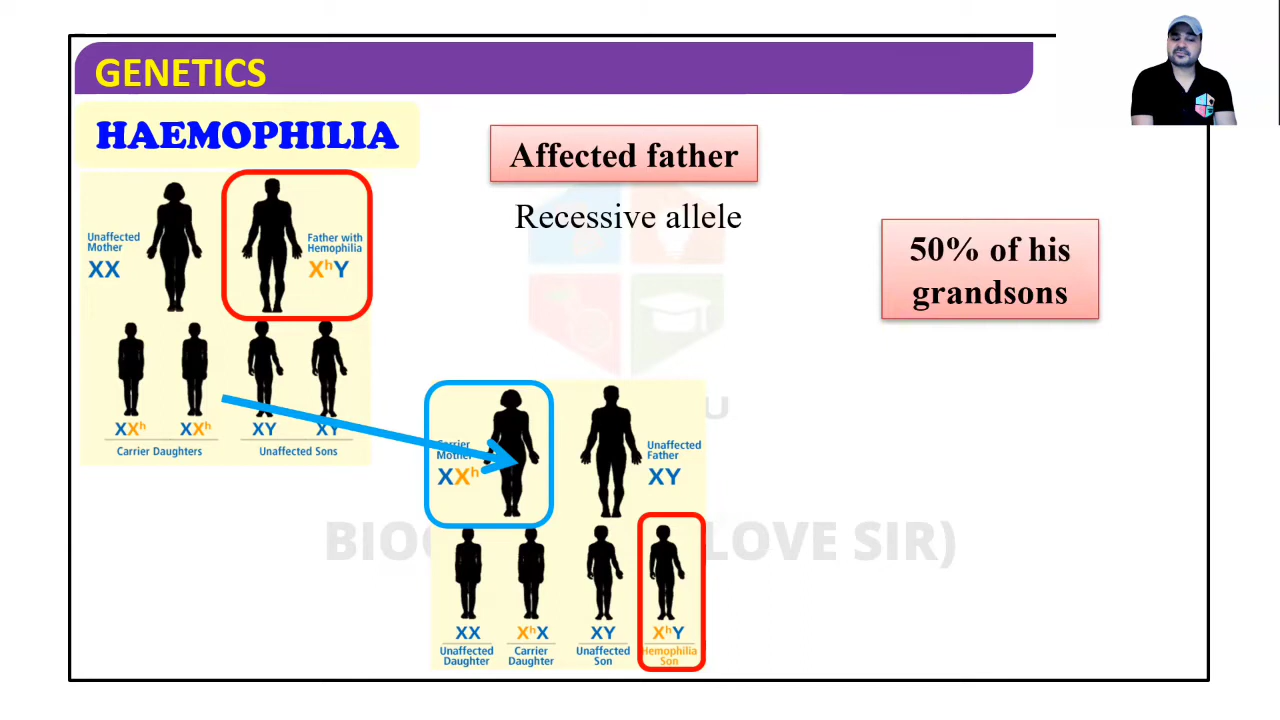 GENETICS
HAEMOPHILIA
Affected father
Recessive allele
50% of his
grandsons
Unaffected
Mother
XX
Father with
Hemophilia
XʰY
XXʰ
XXʰ
XY
XY
Carrier Daughters
Unaffected Sons
Carrier
Mother
XXʰ
Unaffected
Father
XY
LOVE SIR)
XX
XʰX
XY
XʰY
Unaffected
Daughter
Carrier
Daughter
Unaffected
Son
Hemophilia
Son